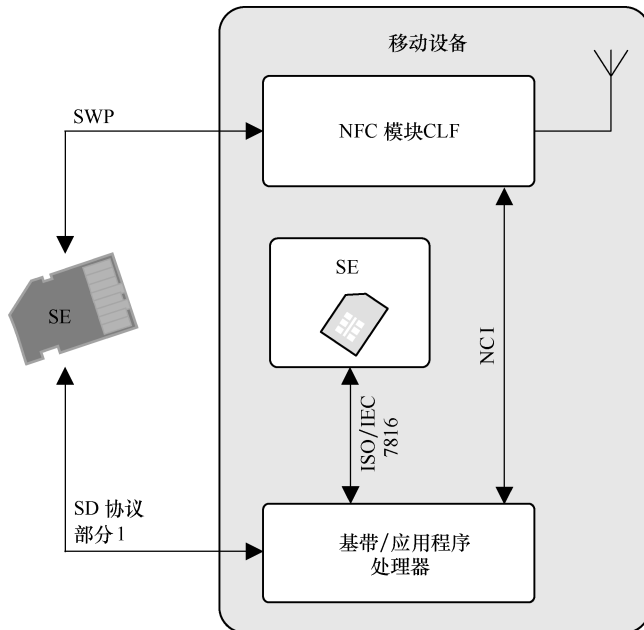 移动设备
SWP
NFC 模块CLF
SE
SE
NCI
ISO/IEC
7816
SD 协议
部分 1
基带/应用程序
处理器